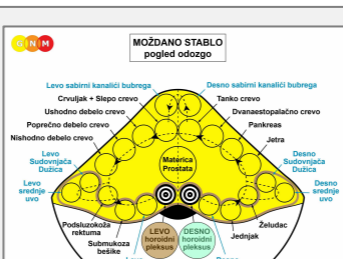 GNM
MOŽDANO STABLO
pogled odozgo
Levo sabirni kanalići bubrega
Desno sabirni kanalići bubrega
Crvuljak + Slepo crevo
Tanko crevo
Ushodno debelo crevo
Dvanaestopalačno crevo
Poprečno debelo crevo
Pankreas
Nishodno debelo crevo
Jetra
Levo
Sudovnjača
Dužica
Desno
Sudovnjača
Dužica
Materica
Prostata
Levo
srednje
uvo
Desno
srednje
uvo
Podsluzokoža
rektuma
Želudac
Submukoza
bešike
Jednjak
LEVO
horoidni
pleksus
DESNO
horoidni
pleksus